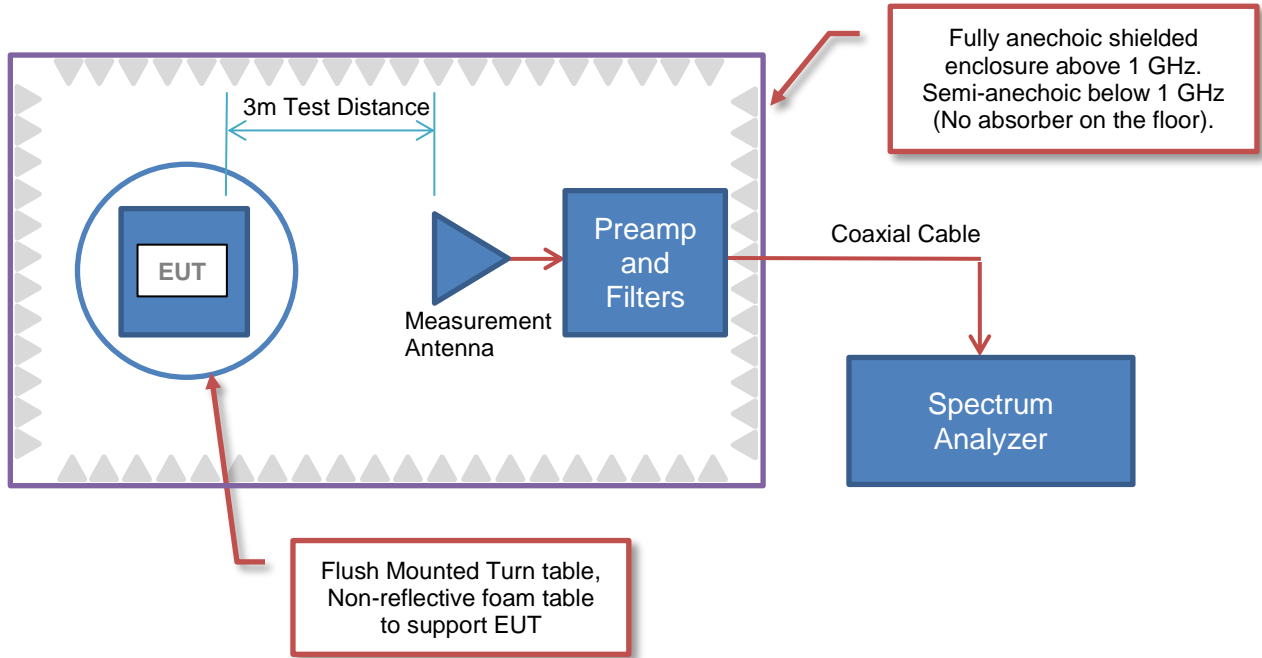 Fully anechoic shielded
enclosure above 1 GHz.
Semi-anechoic below 1 GHz
(No absorber on the floor).
3m Test Distance
EUT
Preamp
and
Filters
Coaxial Cable
Measurement
Antenna
Spectrum
Analyzer
Flush Mounted Turn table,
Non-reflective foam table
to support EUT